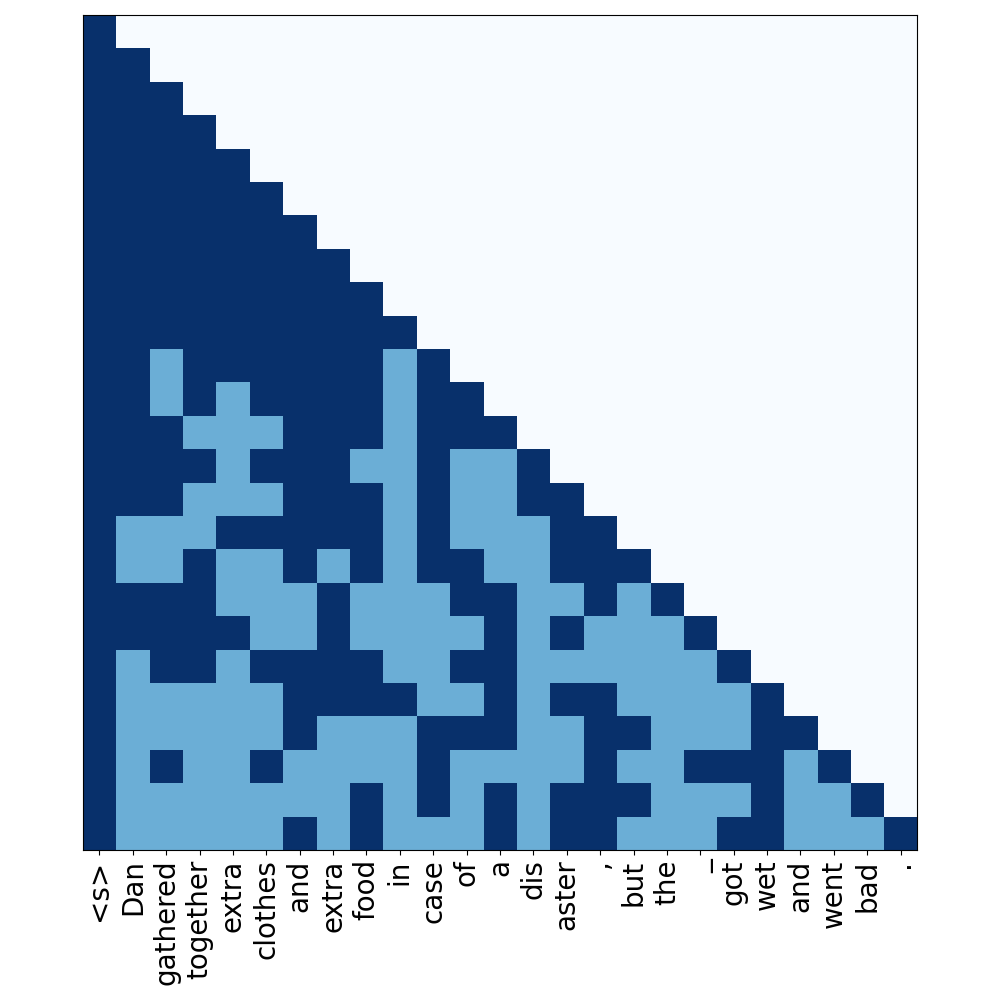 <s> Dan gathered together extra clothes and extra food in case of a dis aster , but the _ got wet and went bad .